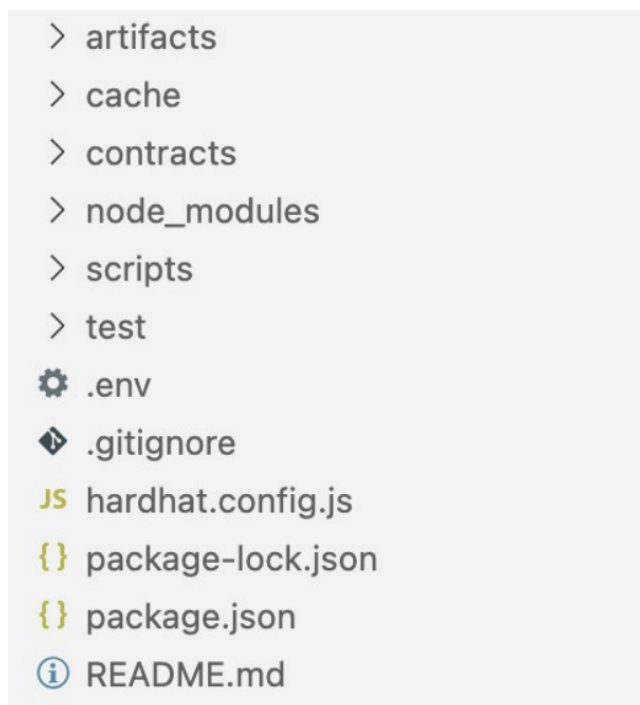 artifacts
cache
contracts
node_modules
scripts
test
.env
.gitignore
JS hardhat.config.js
{} package-lock.json
{} package.json
README.md